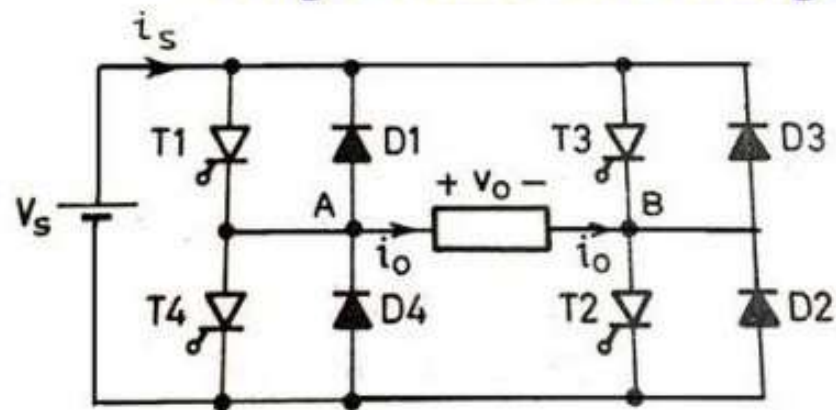 i_s
T1 D1 T3 D3
+ v_o -
V_s A B
i_o i_o
T4 D4 T2 D2